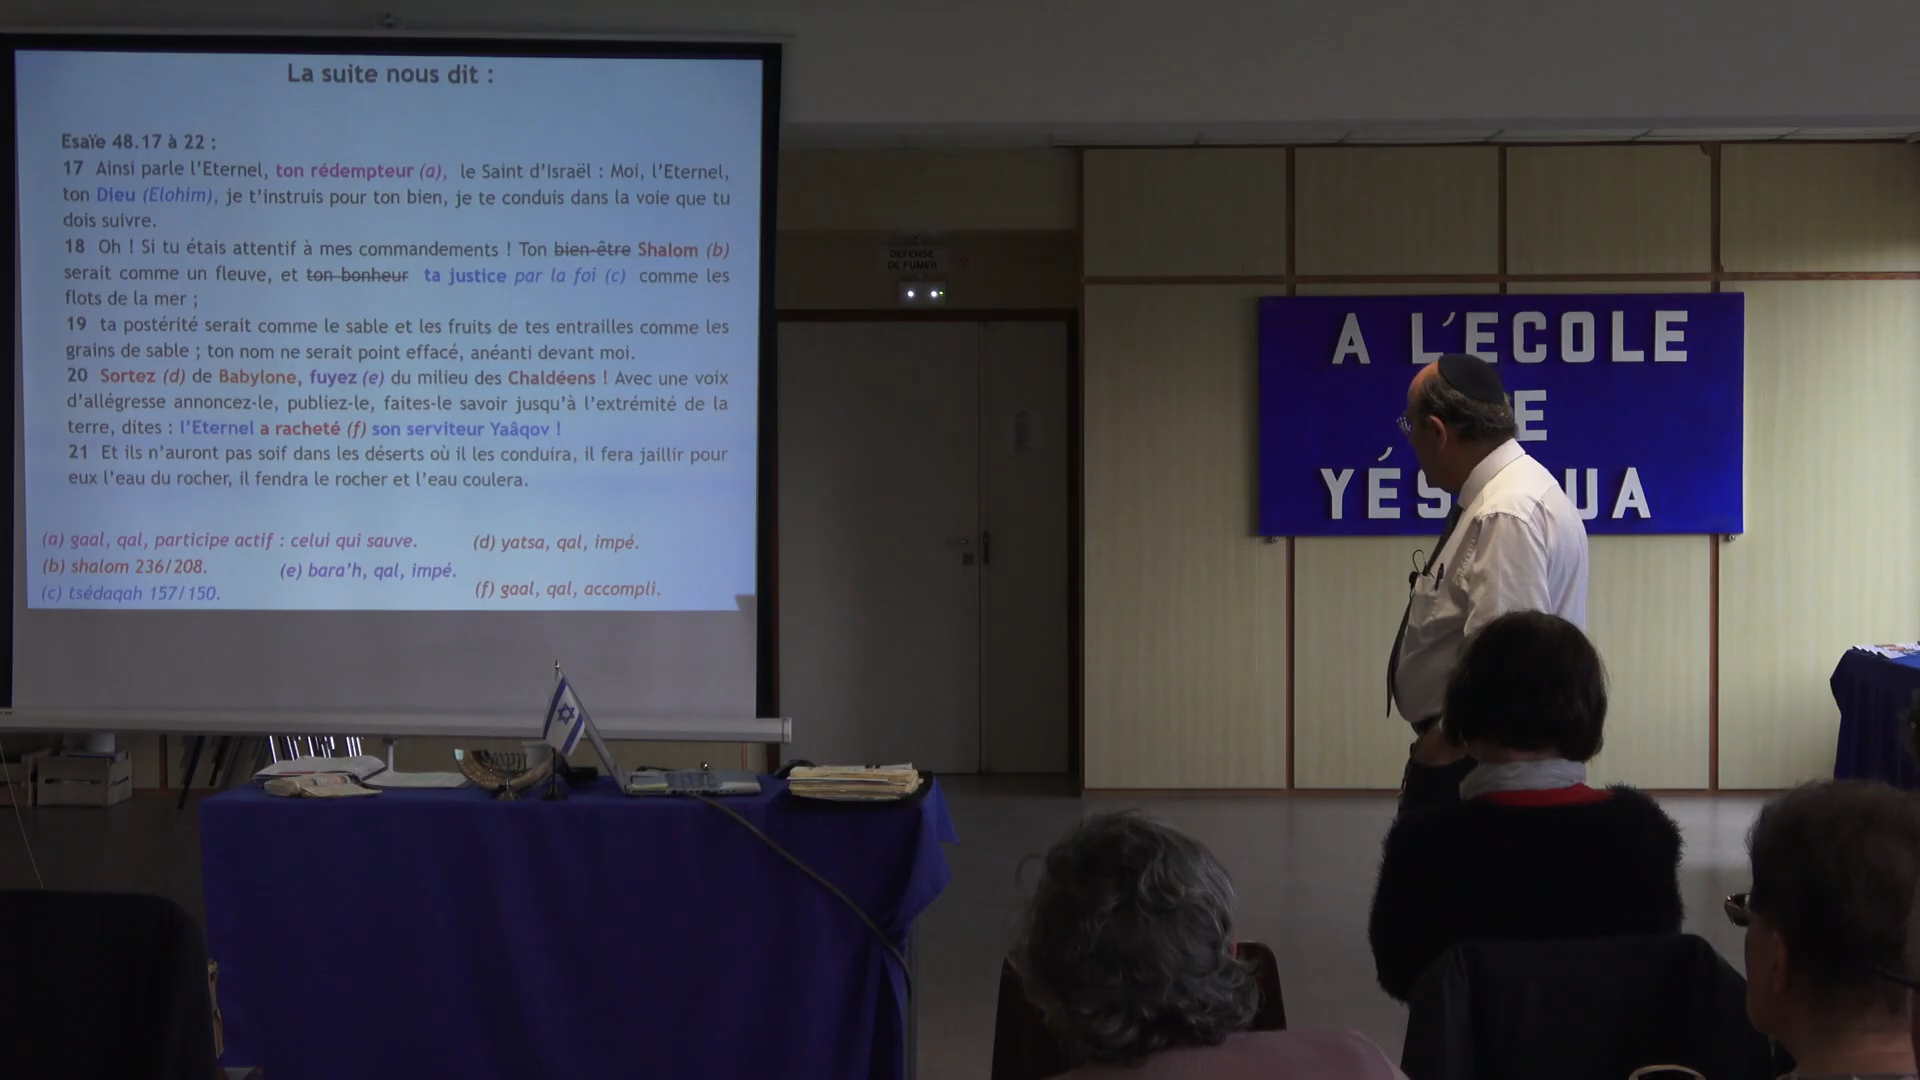 La suite nous dit :
Esaïe 48.17 à 22 :
17 Ainsi parle l'Eternel, ton rédempteur (a), le Saint d'Israël : Moi, l'Eternel,
ton Dieu (Elohim), je t'instruis pour ton bien, je te conduis dans la voie que tu
dois suivre.
18 Oh ! Si tu étais attentif à mes commandements ! Ton bien-être Shalom (b)
serait comme un fleuve, et ton bonheur ta justice par la foi (c) comme les
flots de la mer ;
19 ta postérité serait comme le sable et les fruits de tes entrailles comme les
grains de sable ; ton nom ne serait point effacé, anéanti devant moi.
20 Sortez (d) de Babylone, fuyez (e) du milieu des Chaldéens ! Avec une voix
d'allégresse annoncez-le, publiez-le, faites-le savoir jusqu'à l'extrémité de la
terre, dites : l'Eternel a racheté (f) son serviteur Yaâqov !
21 Et ils n'auront pas soif dans les déserts où il les conduira, il fera jaillir pour
eux l'eau du rocher, il fendra le rocher et l'eau coulera.
(a) gaal, qal, participe actif : celui qui sauve.
(d) yatsa, qal, impé.
(b) shalom 236/208.
(e) bara'h, qal, impé.
(c) tsédaqah 157/150.
(f) gaal, qal, accompli.
DEFENSE
DE FUMER
A L'ECOLE
E
YÉS UA